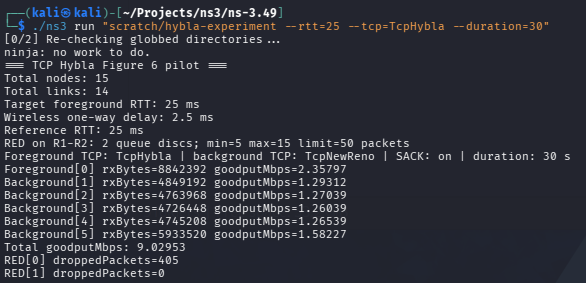 ┌──(kali㉿kali)-[~/Projects/ns3/ns-3.49]
└─$ ./ns3 run "scratch/hybla-experiment --rtt=25 --tcp=TcpHybla --duration=30"
[0/2] Re-checking globbed directories...
ninja: no work to do.
=== TCP Hybla Figure 6 pilot ===
Total nodes: 15
Total links: 14
Target foreground RTT: 25 ms
Wireless one-way delay: 2.5 ms
Reference RTT: 25 ms
RED on R1-R2: 2 queue discs; min=5 max=15 limit=50 packets
Foreground TCP: TcpHybla | background TCP: TcpNewReno | SACK: on | duration: 30 s
Foreground[0] rxBytes=8842392 goodputMbps=2.35797
Background[1] rxBytes=4849192 goodputMbps=1.29312
Background[2] rxBytes=4763968 goodputMbps=1.27039
Background[3] rxBytes=4726448 goodputMbps=1.26039
Background[4] rxBytes=4745208 goodputMbps=1.26539
Background[5] rxBytes=5933520 goodputMbps=1.58227
Total goodputMbps: 9.02953
RED[0] droppedPackets=405
RED[1] droppedPackets=0